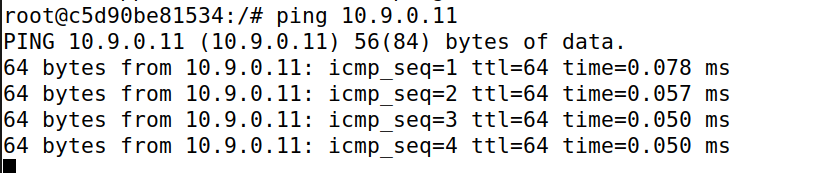 root@c5d90be81534:/# ping 10.9.0.11
PING 10.9.0.11 (10.9.0.11) 56(84) bytes of data.
64 bytes from 10.9.0.11: icmp_seq=1 ttl=64 time=0.078 ms
64 bytes from 10.9.0.11: icmp_seq=2 ttl=64 time=0.057 ms
64 bytes from 10.9.0.11: icmp_seq=3 ttl=64 time=0.050 ms
64 bytes from 10.9.0.11: icmp_seq=4 ttl=64 time=0.050 ms